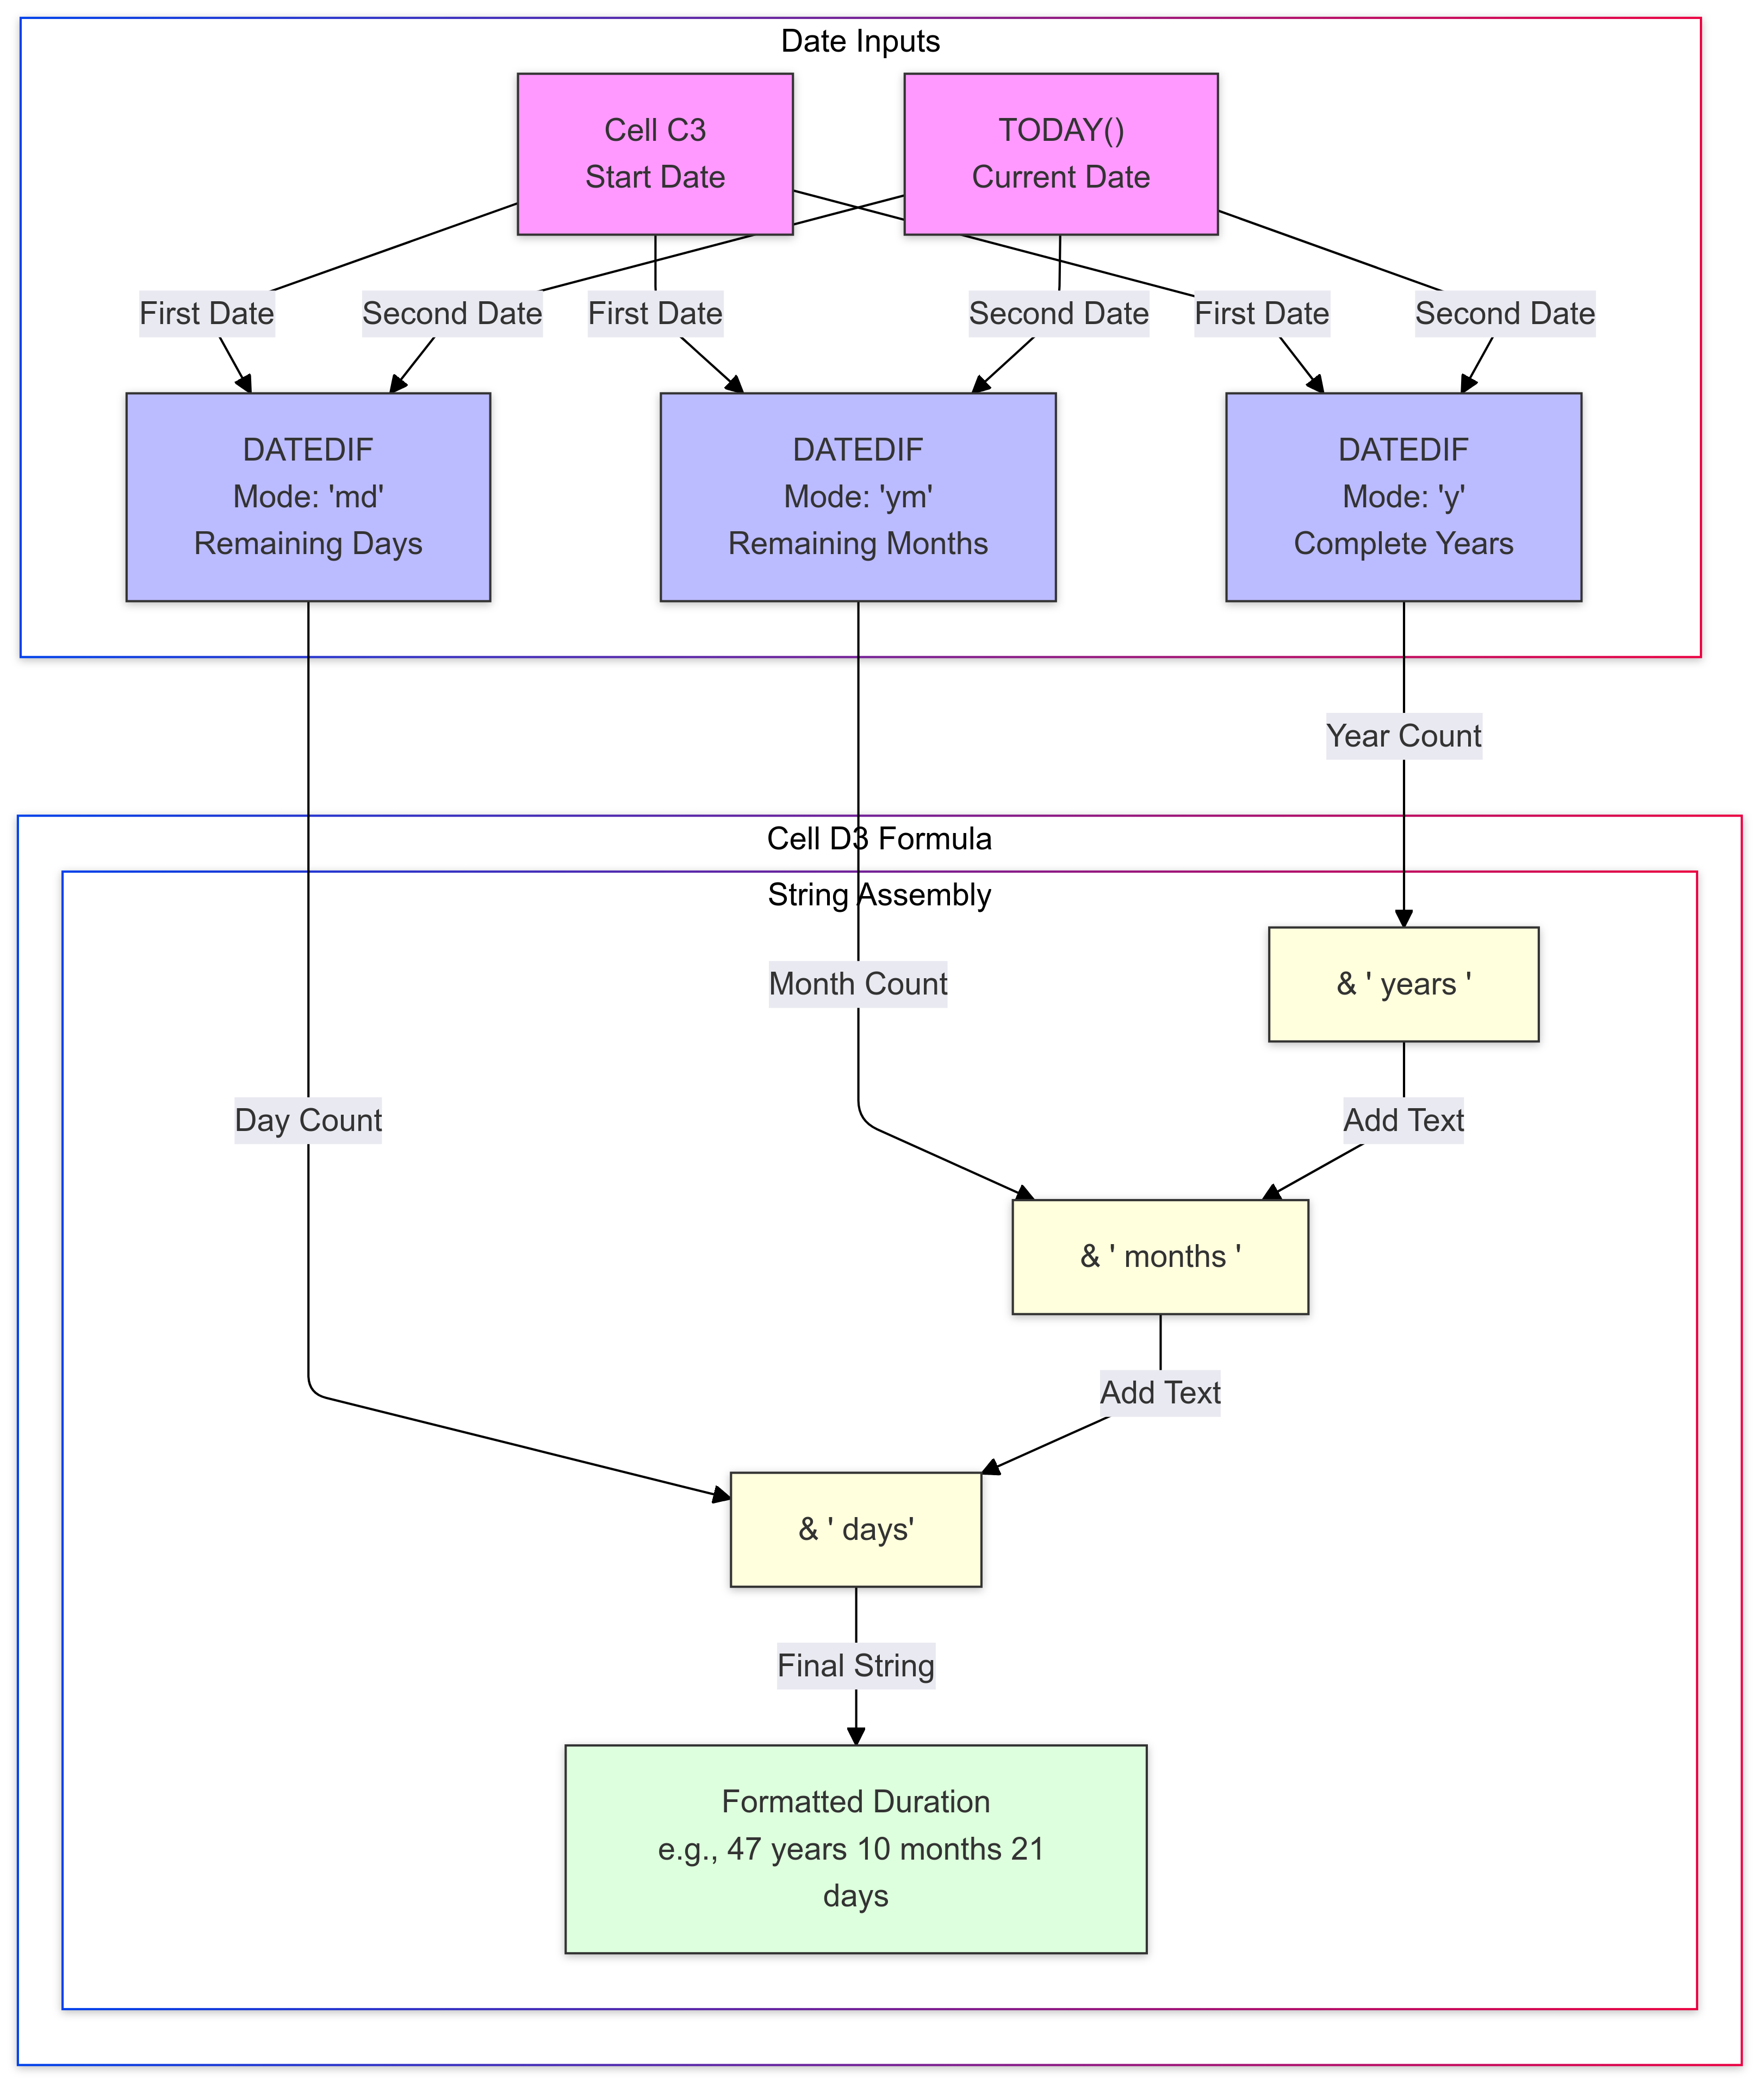 Date Inputs
Cell C3
Start Date
TODAY()
Current Date
First Date
Second Date
First Date
Second Date
First Date
Second Date
DATEDIF
Mode: 'md'
Remaining Days
DATEDIF
Mode: 'ym'
Remaining Months
DATEDIF
Mode: 'y'
Complete Years
Year Count
Cell D3 Formula
String Assembly
Month Count
& ' years '
Day Count
Add Text
& ' months '
Add Text
& ' days'
Final String
Formatted Duration
e.g., 47 years 10 months 21
days